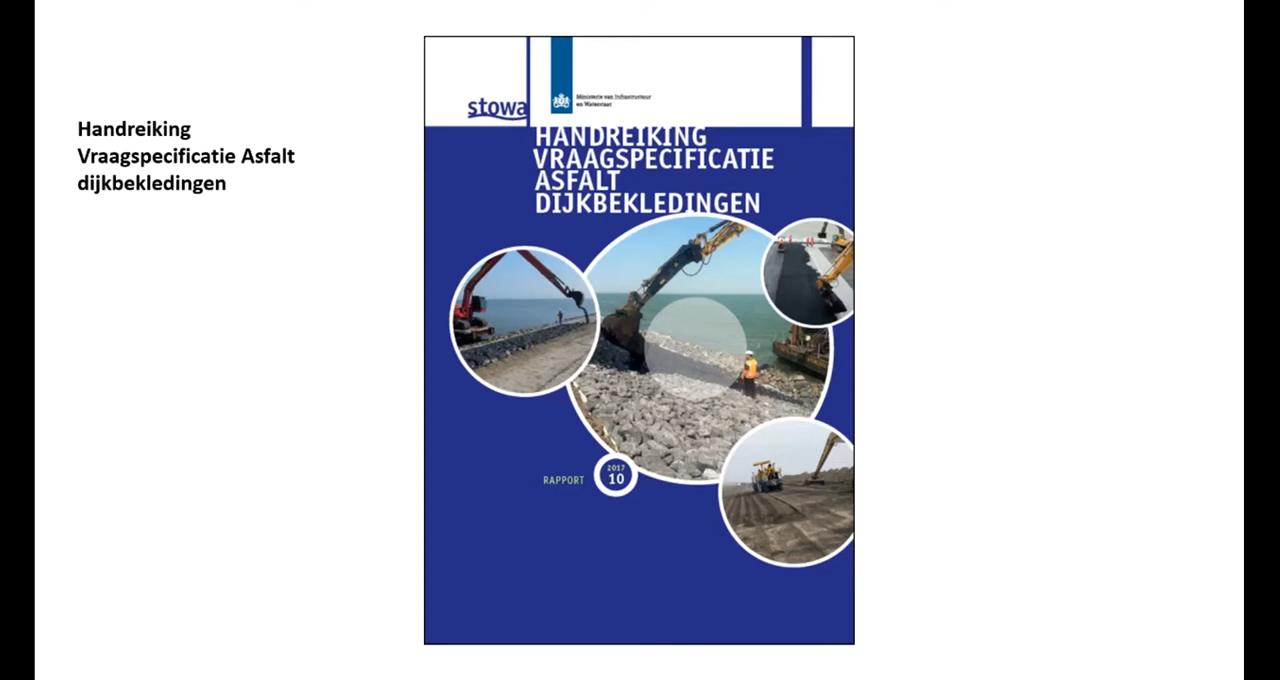 Handreiking
Vraagspecificatie Asfalt
dijkbekledingen
stowa
Ministerie van Infrastructuur
en Waterstaat
HANDREIKING
VRAAGSPECIFICATIE
ASFALT
DIJKBEKLEDINGEN
RAPPORT
2017
10